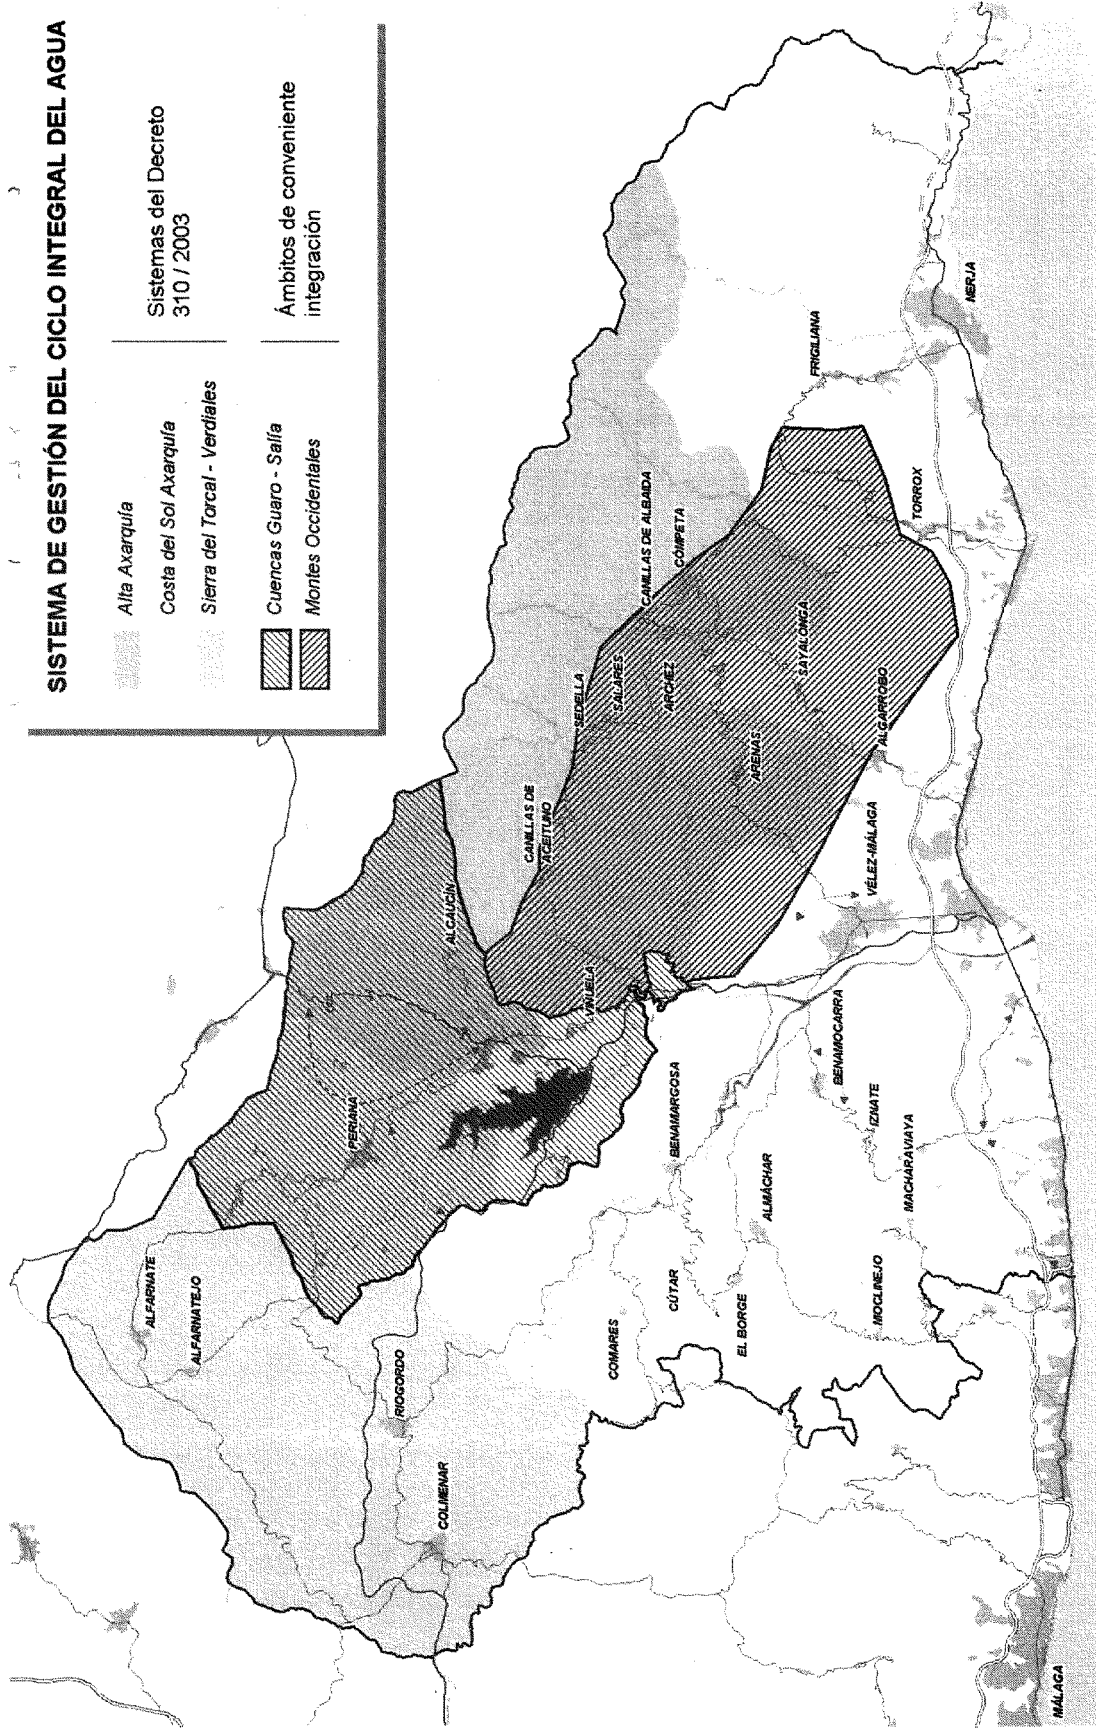 SISTEMA DE GESTIÓN DEL CICLO INTEGRAL DEL AGUA
Alta Axarquía
Costa del Sol Axarquía
Sierra del Torcal - Verdiales
Sistemas del Decreto
310 / 2003
Cuencas Guaro - Salía
Montes Occidentales
Ámbitos de conveniente
integración
ALFARNATE
ALFARNATEJO
PERIANA
RIOGORDO
COLMENAR
ALCAUCÍN
CANILLAS DE
ACEITUNO
SEDELLA
SALARES
CANILLAS DE ALBAIDA
CÓMPETA
ARCHEZ
VIÑUELA
COMARES
CÚTAR
BENAMARGOSA
EL BORGE
ALMÁCHAR
ARENAS
SAYALONGA
FRIGILIANA
TORROX
NERJA
ALGARROBO
VÉLEZ-MÁLAGA
BENAMOCARRA
IZNATE
MACHARAVIAYA
MOCLINEJO
MÁLAGA